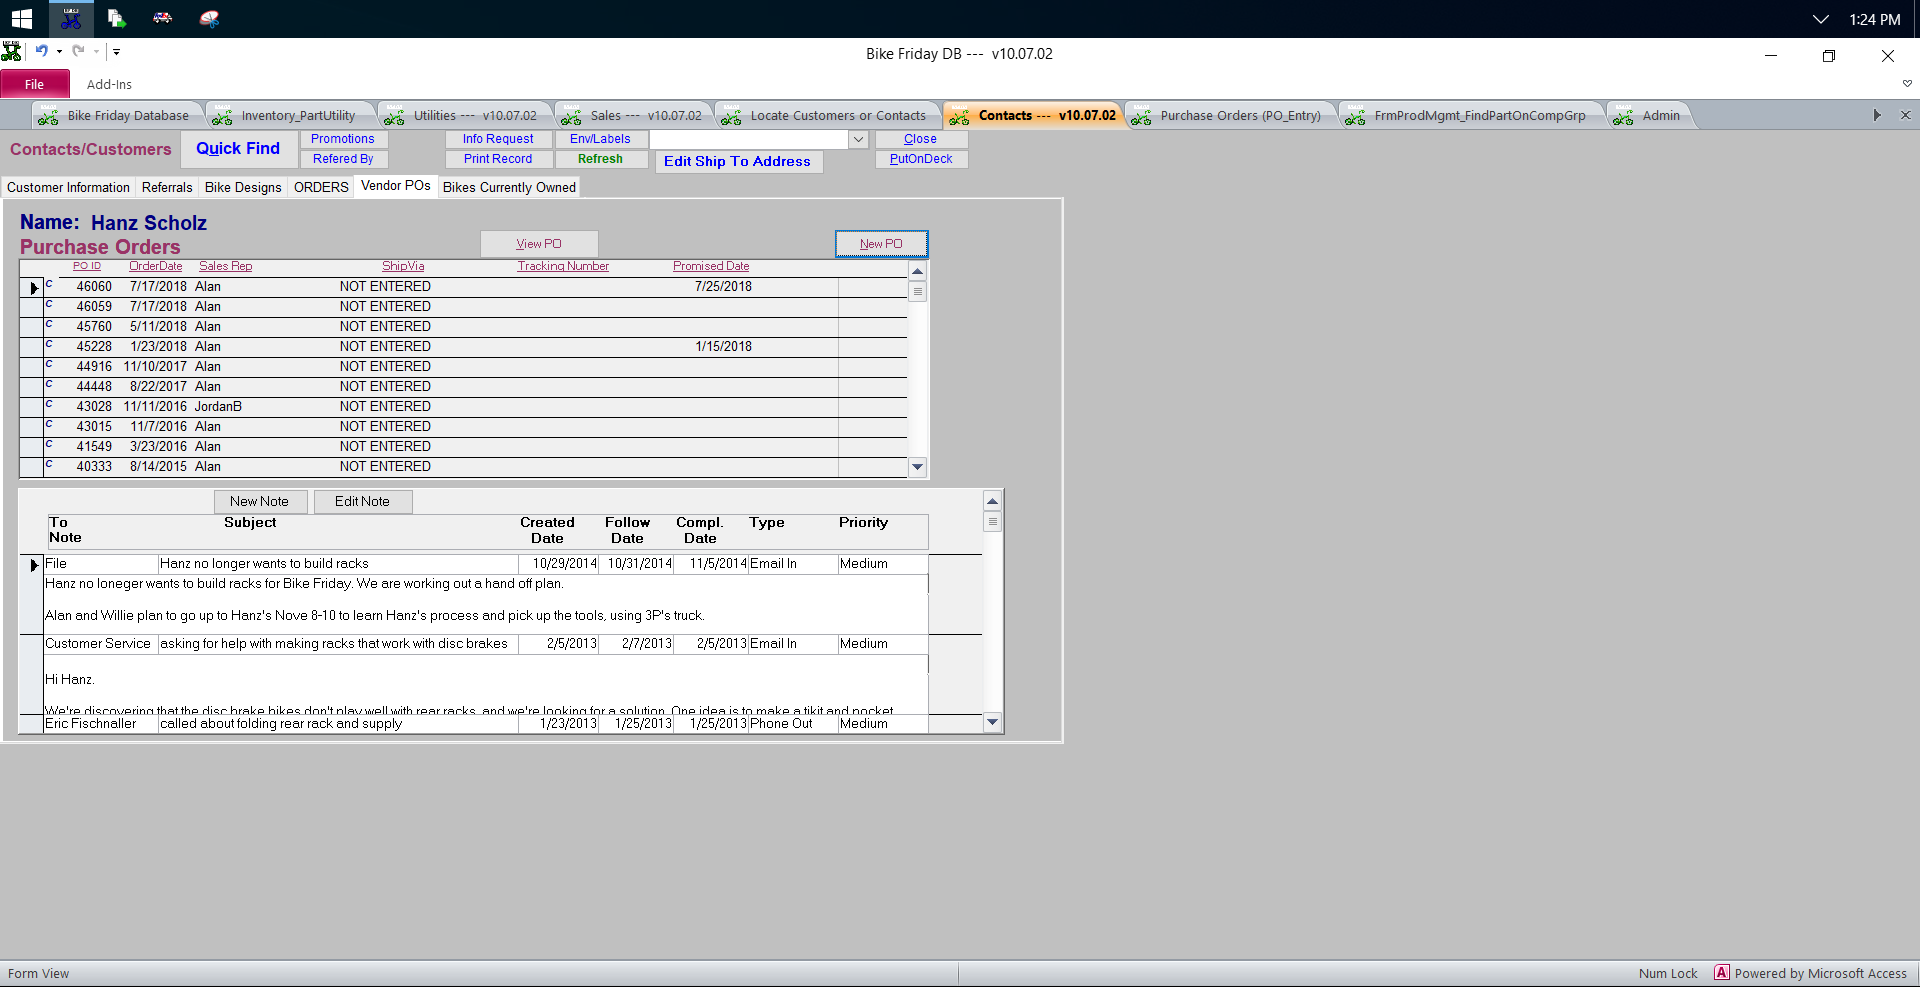 1:24 PM
Bike Friday DB --- v10.07.02
File Add-Ins
Bike Friday Database Inventory_PartUtility Utilities --- v10.07.02 Sales --- v10.07.02 Locate Customers or Contacts Contacts --- v10.07.02 Purchase Orders (PO_Entry) FrmProdMgmt_FindPartOnCompGrp Admin
Contacts/Customers Quick Find Promotions Info Request Env/Labels Close
Refered By Print Record Refresh Edit Ship To Address PutOnDeck
Customer Information Referrals Bike Designs ORDERS Vendor POs Bikes Currently Owned
Name: Hanz Scholz
Purchase Orders View PO New PO
PO ID OrderDate Sales Rep ShipVia Tracking Number Promised Date
C 46060 7/17/2018 Alan NOT ENTERED 7/25/2018
C 46059 7/17/2018 Alan NOT ENTERED
C 45760 5/11/2018 Alan NOT ENTERED
C 45228 1/23/2018 Alan NOT ENTERED 1/15/2018
C 44916 11/10/2017 Alan NOT ENTERED
C 44448 8/22/2017 Alan NOT ENTERED
C 43028 11/11/2016 JordanB NOT ENTERED
C 43015 11/7/2016 Alan NOT ENTERED
C 41549 3/23/2016 Alan NOT ENTERED
C 40333 8/14/2015 Alan NOT ENTERED
New Note Edit Note
To Subject Created Follow Compl. Type Priority
Note Date Date Date
File Hanz no longer wants to build racks 10/29/2014 10/31/2014 11/5/2014 Email In Medium
Hanz no loneger wants to build racks for Bike Friday. We are working out a hand off plan.
Alan and Willie plan to go up to Hanz's Nove 8-10 to learn Hanz's process and pick up the tools, using 3P's truck.
Customer Service asking for help with making racks that work with disc brakes 2/5/2013 2/7/2013 2/5/2013 Email In Medium
Hi Hanz.
We're discovering that the disc brake bikes don't play well with rear racks, and we're looking for a solution. One idea is to make a tikit and pocket
Eric Fischnaller called about folding rear rack and supply 1/23/2013 1/25/2013 1/25/2013 Phone Out Medium
Form View Num Lock Powered by Microsoft Access